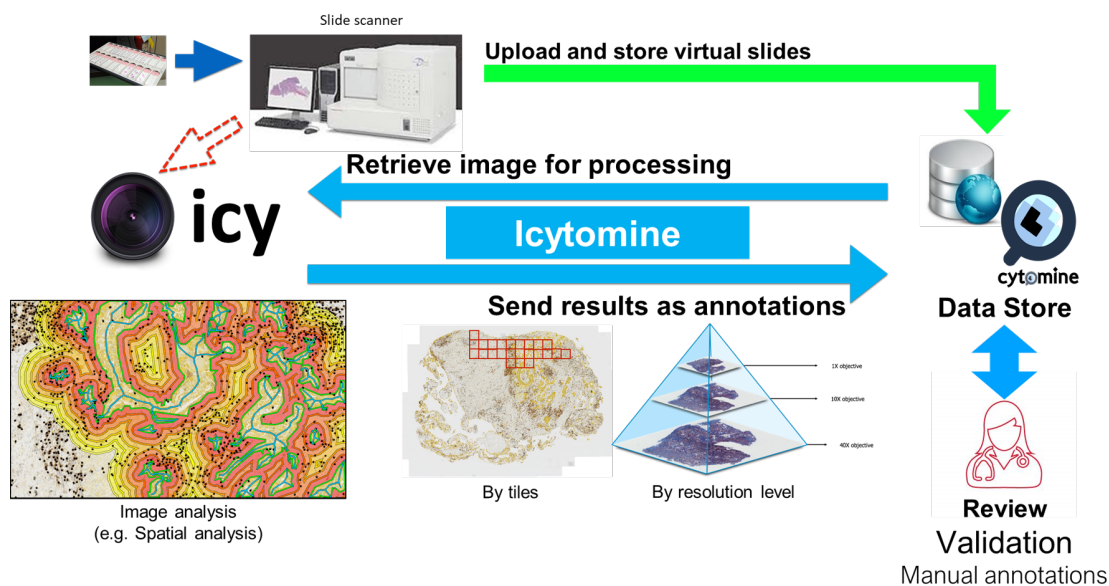 Slide scanner
Upload and store virtual slides
Retrieve image for processing
icy
Icytomine
cytomine
Send results as annotations
Data Store
1X objective
10X objective
40X objective
By tiles
By resolution level
Image analysis
(e.g. Spatial analysis)
Review
Validation
Manual annotations